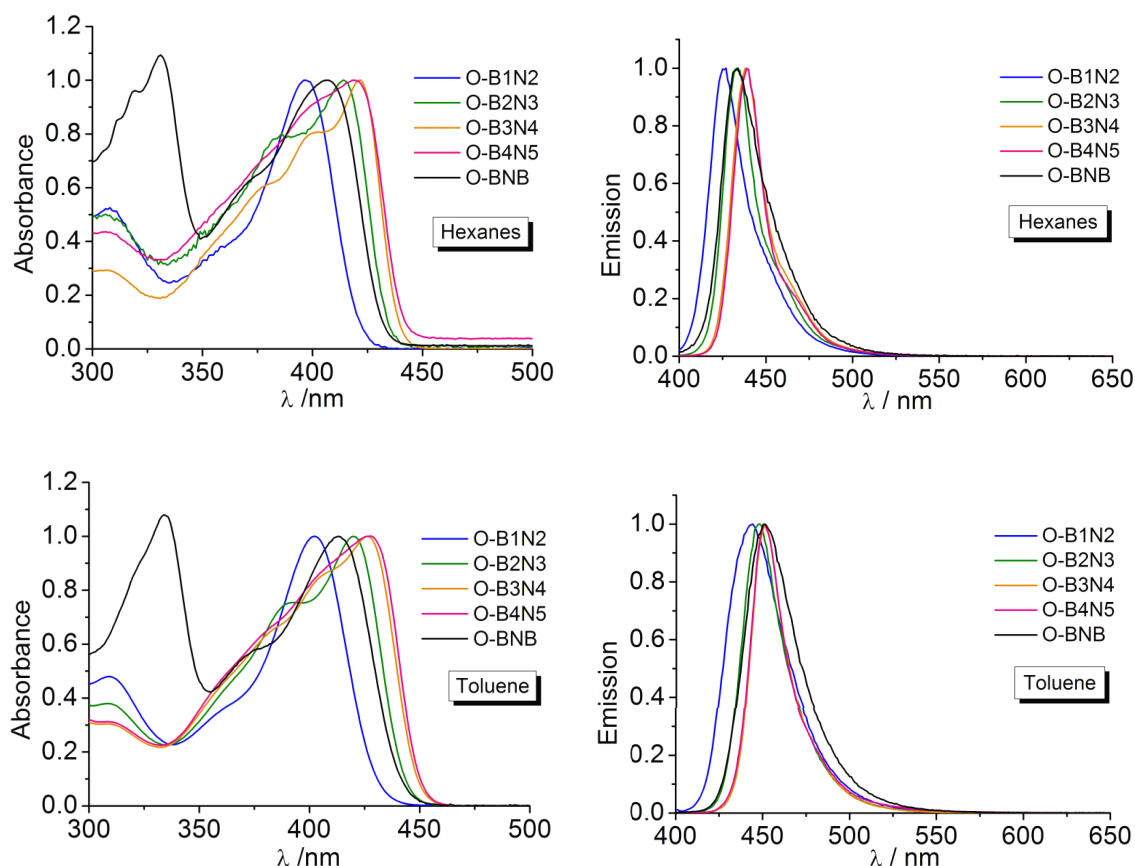 1.2
1.0
0.8
0.6
0.4
0.2
0.0
Absorbance
O-B1N2
O-B2N3
O-B3N4
O-B4N5
O-BNB
Hexanes
300 350 400 450 500
λ /nm
1.0
0.8
0.6
0.4
0.2
0.0
Emission
O-B1N2
O-B2N3
O-B3N4
O-B4N5
O-BNB
Hexanes
400 450 500 550 600 650
λ / nm
1.2
1.0
0.8
0.6
0.4
0.2
0.0
Absorbance
O-B1N2
O-B2N3
O-B3N4
O-B4N5
O-BNB
Toluene
300 350 400 450 500
λ /nm
1.0
0.8
0.6
0.4
0.2
0.0
Emission
O-B1N2
O-B2N3
O-B3N4
O-B4N5
O-BNB
Toluene
400 450 500 550 600 650
λ / nm